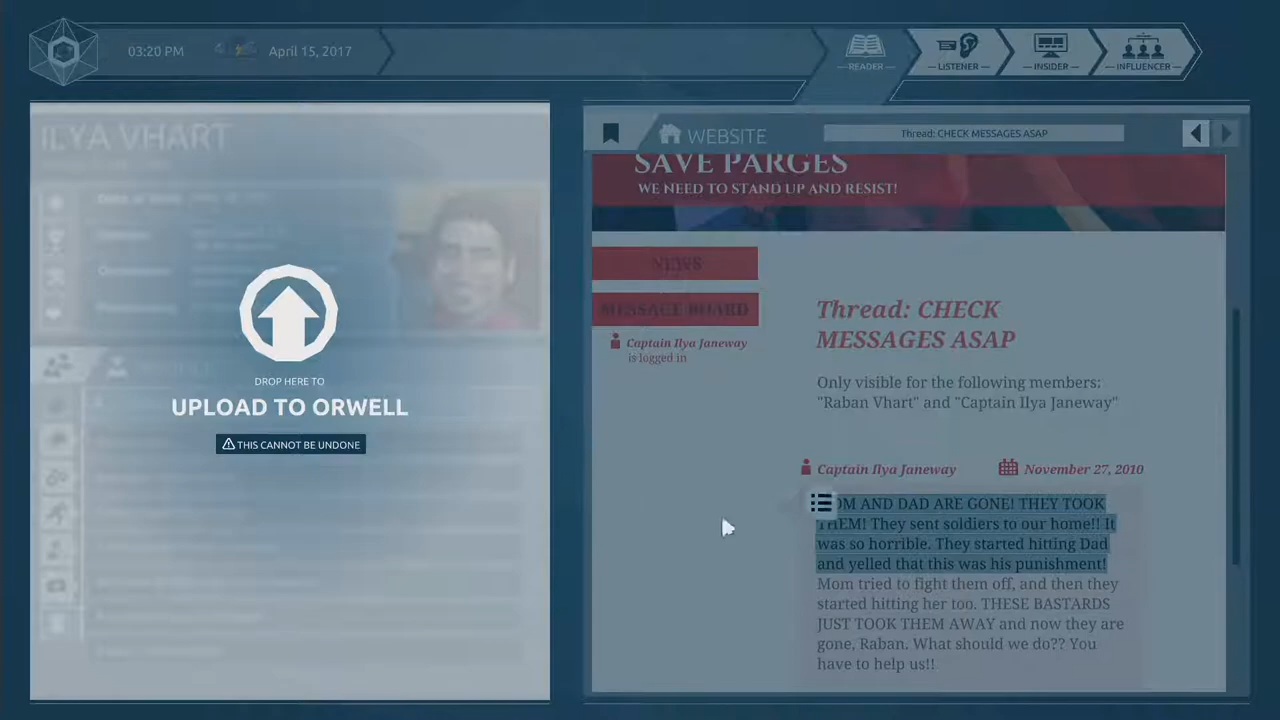 03:20 PM
April 15, 2017
READER
LISTENER
INSIDER
INFLUENCER
ILYA VHART
DROP HERE TO
UPLOAD TO ORWELL
THIS CANNOT BE UNDONE
WEBSITE
Thread: CHECK MESSAGES ASAP
SAVE PARGES
WE NEED TO STAND UP AND RESIST!
NEWS
MESSAGE BOARD
Captain Ilya Janeway
is logged in
Thread: CHECK
MESSAGES ASAP
Only visible for the following members:
"Raban Vhart" and "Captain Ilya Janeway"
Captain Ilya Janeway
November 27, 2010
OM AND DAD ARE GONE! THEY TOOK
THEM! They sent soldiers to our home!! It
was so horrible. They started hitting Dad
and yelled that this was his punishment!
Mom tried to fight them off, and then they
started hitting her too. THESE BASTARDS
JUST TOOK THEM AWAY and now they are
gone, Raban. What should we do?? You
have to help us!!